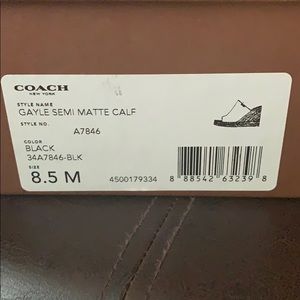 COACH
NEW YORK
STYLE NAME
GAYLE SEMI MATTE CALF
STYLE NO.
A7846
COLOR
BLACK
34A7846-BLK
SIZE
8.5 M
4500179334
8 88542 63239 8